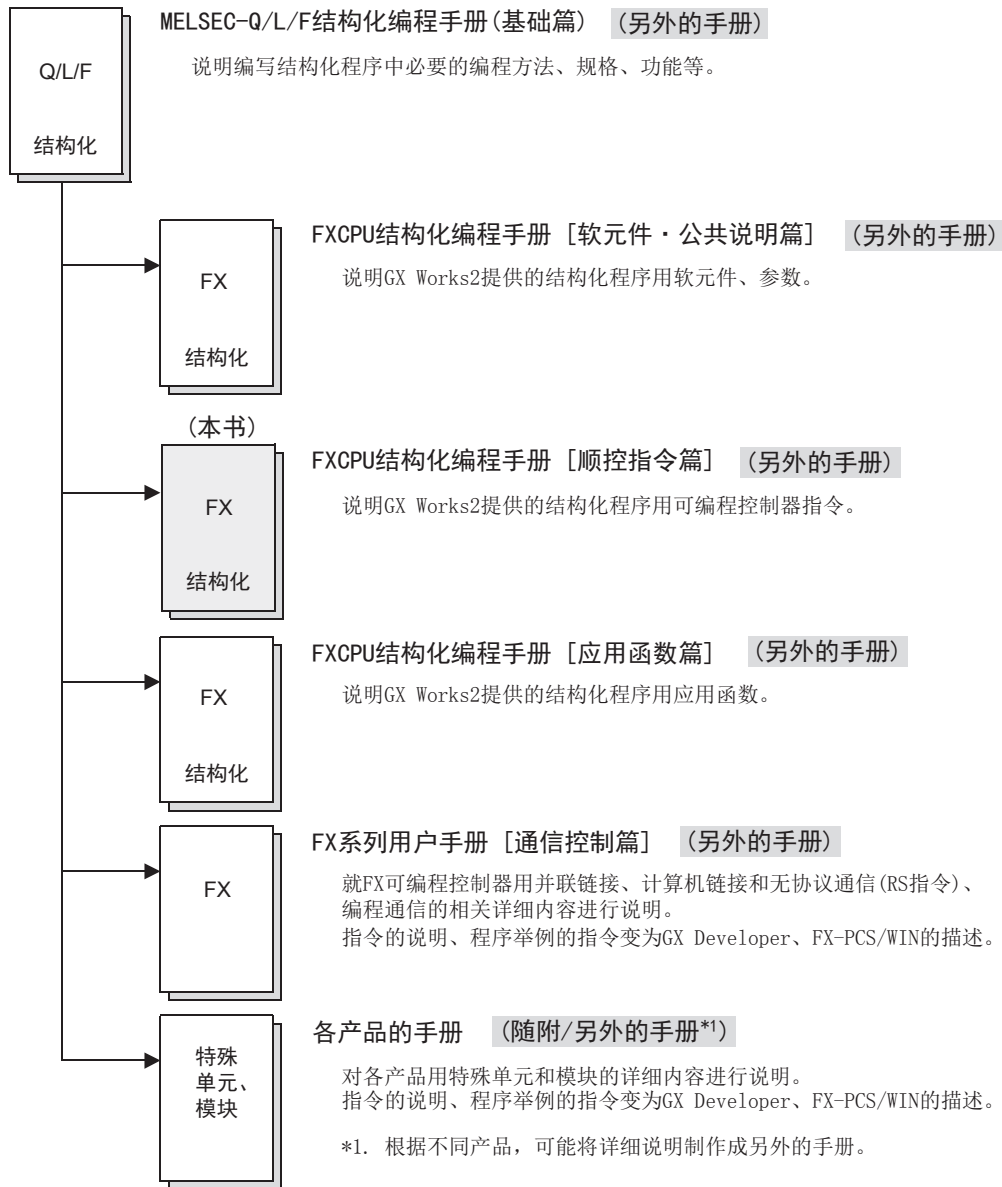 MELSEC-Q/L/F结构化编程手册(基础篇) (另外的手册)
Q/L/F
结构化
说明编写结构化程序中必要的编程方法、规格、功能等。
FXCPU结构化编程手册 [软元件・公共说明篇] (另外的手册)
FX
结构化
说明GX Works2提供的结构化程序用软元件、参数。
(本书)
FXCPU结构化编程手册 [顺控指令篇] (另外的手册)
FX
结构化
说明GX Works2提供的结构化程序用可编程控制器指令。
FXCPU结构化编程手册 [应用函数篇] (另外的手册)
FX
结构化
说明GX Works2提供的结构化程序用应用函数。
FX系列用户手册 [通信控制篇] (另外的手册)
FX
就FX可编程控制器用并联链接、计算机链接和无协议通信(RS指令)、
编程通信的相关详细内容进行说明。
指令的说明、程序举例的指令变为GX Developer、FX-PCS/WIN的描述。
各产品的手册 (随附/另外的手册*1)
特殊
单元、
模块
对各产品用特殊单元和模块的详细内容进行说明。
指令的说明、程序举例的指令变为GX Developer、FX-PCS/WIN的描述。
*1. 根据不同产品，可能将详细说明制作成另外的手册。